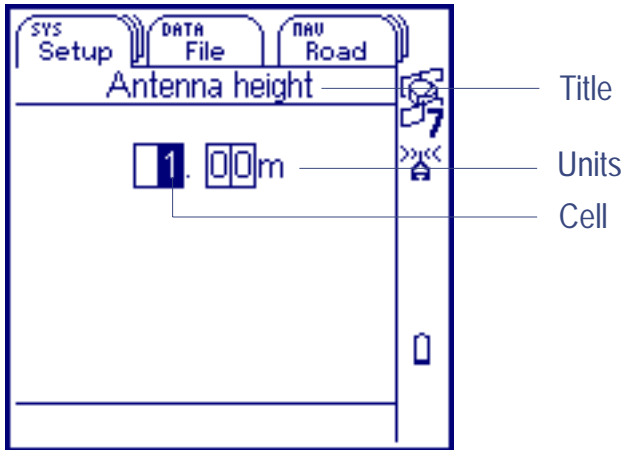 SYS DATA NAV
Setup File Road
Antenna height
Title
7
1.00m
Units
Cell